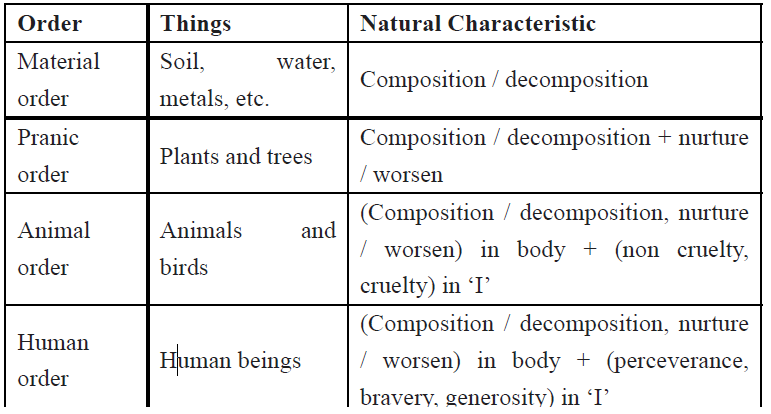 Order Things Natural Characteristic
Material order
Soil, water, metals, etc.
Composition / decomposition
Pranic order
Plants and trees
Composition / decomposition + nurture
/ worsen
Animal order
Animals and birds
(Composition / decomposition, nurture
/ worsen) in body + (non cruelty,
cruelty) in ‘I’
Human order
Human beings
(Composition / decomposition, nurture
/ worsen) in body + (perceverance,
bravery, generosity) in ‘I’